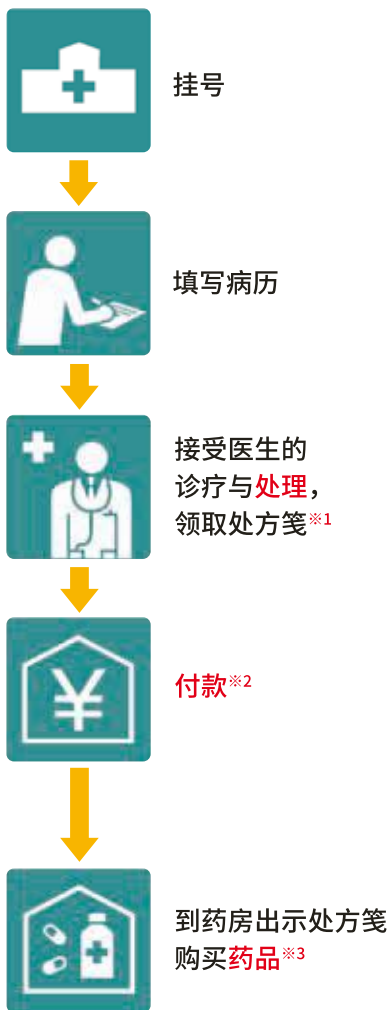 挂号
填写病历
接受医生的
诊疗与处理，
领取处方笺※1
¥
付款※2
到药房出示处方笺
购买药品※3